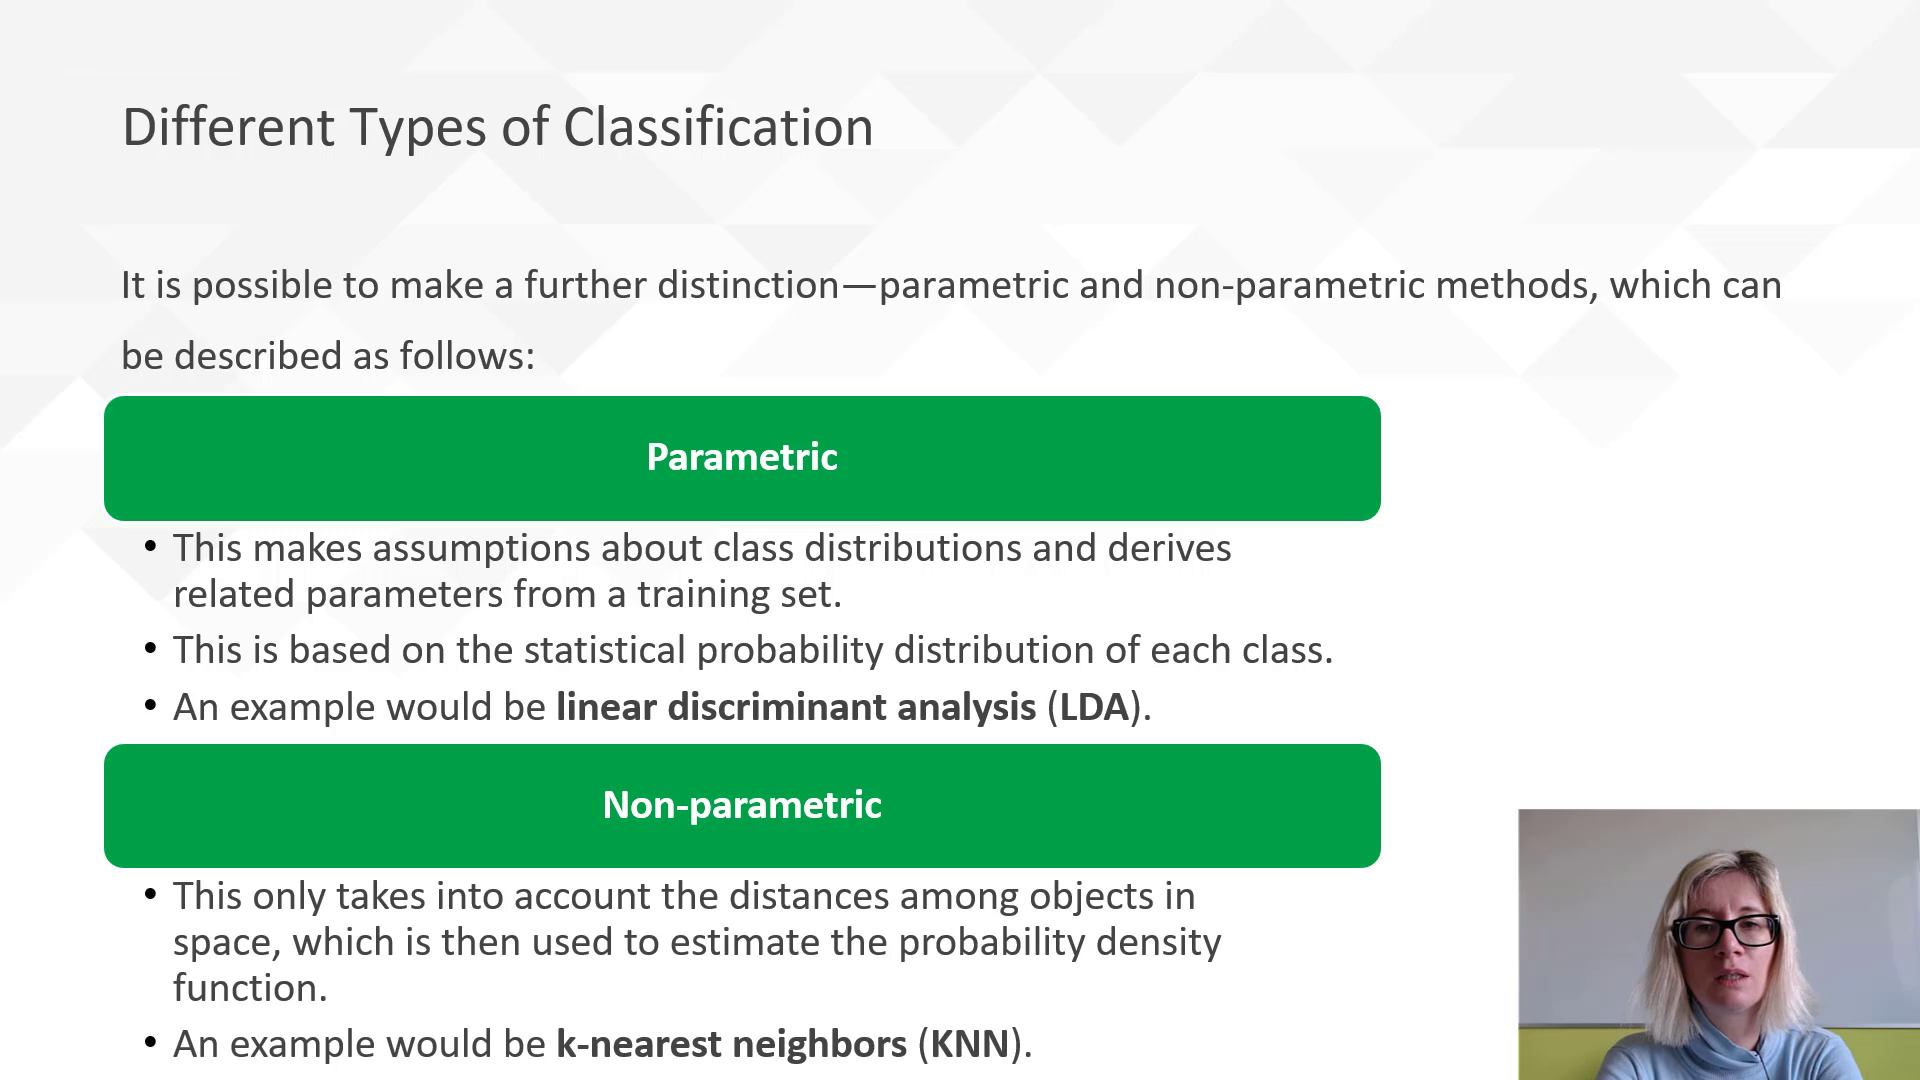 Different Types of Classification
It is possible to make a further distinction—parametric and non-parametric methods, which can
be described as follows:
Parametric
• This makes assumptions about class distributions and derives
related parameters from a training set.
• This is based on the statistical probability distribution of each class.
• An example would be linear discriminant analysis (LDA).
Non-parametric
• This only takes into account the distances among objects in
space, which is then used to estimate the probability density
function.
• An example would be k-nearest neighbors (KNN).